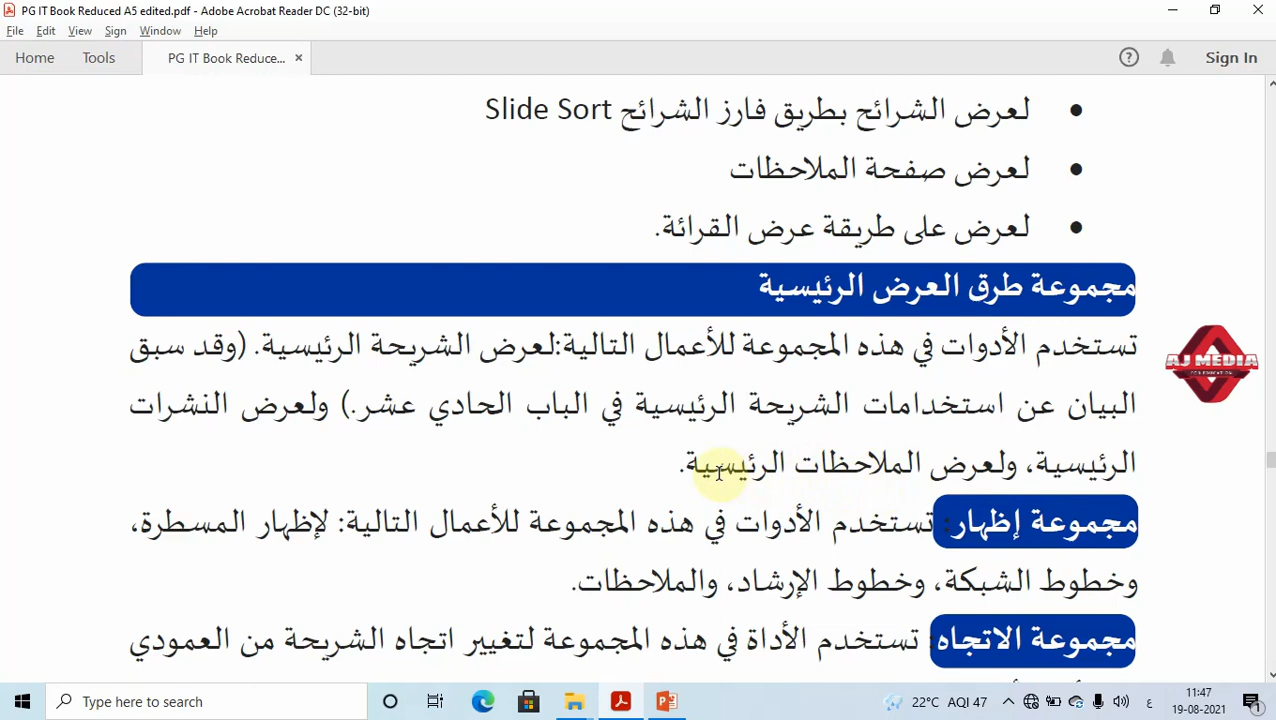 PG IT Book Reduced A5 edited.pdf - Adobe Acrobat Reader DC (32-bit)
File Edit View Sign Window Help
Home Tools PG IT Book Reduce... × Sign In
• لعرض الشرائح بطريق فارز الشرائح Slide Sort
• لعرض صفحة الملاحظات
• لعرض على طريقة عرض القرائة.
مجموعة طرق العرض الرئيسية
تستخدم الأدوات في هذه المجموعة للأعمال التالية:لعرض الشريحة الرئيسية. (وقد سبق
البيان عن استخدامات الشريحة الرئيسية في الباب الحادي عشر.) ولعرض النشرات
الرئيسية، ولعرض الملاحظات الرئيسية.
AJ MEDIA
FOR EDUCATION
مجموعة إظهار: تستخدم الأدوات في هذه المجموعة للأعمال التالية: لإظهار المسطرة،
وخطوط الشبكة، وخطوط الإرشاد، والملاحظات.
مجموعة الاتجاه: تستخدم الأداة في هذه المجموعة لتغيير اتجاه الشريحة من العمودي
Type here to search 22°C AQI 47 ع 11:47
19-08-2021